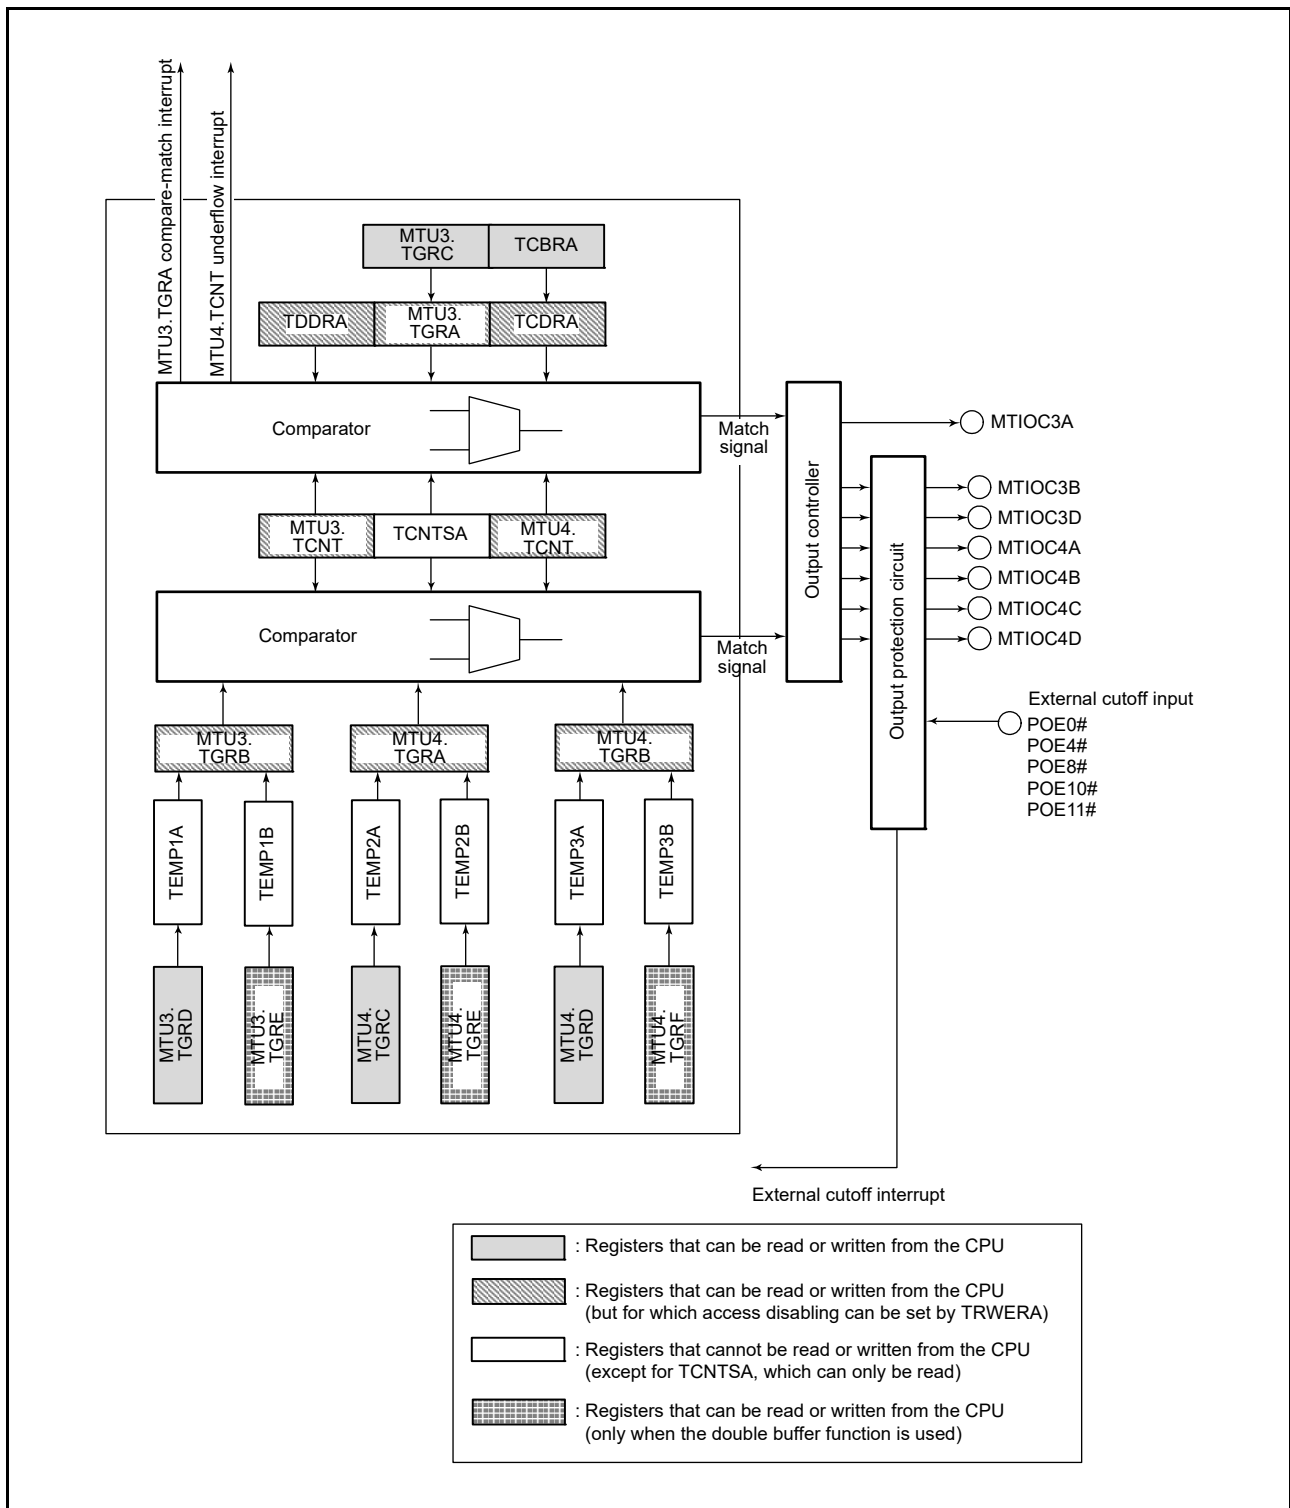 MTU3.TGRA compare-match interrupt
MTU4.TCNT underflow interrupt
MTU3.
TGRC
TCBRA
TDDRA
MTU3.
TGRA
TCDRA
Comparator
Match
signal
MTU3.
TCNT
TCNTSA
MTU4.
TCNT
Comparator
Match
signal
MTU3.
TGRB
MTU4.
TGRA
MTU4.
TGRB
TEMP1A
TEMP1B
TEMP2A
TEMP2B
TEMP3A
TEMP3B
MTU3.
TGRD
MTU3.
TGRE
MTU4.
TGRC
MTU4.
TGRE
MTU4.
TGRD
MTU4.
TGRF
Output controller
Output protection circuit
MTIOC3A
MTIOC3B
MTIOC3D
MTIOC4A
MTIOC4B
MTIOC4C
MTIOC4D
External cutoff input
POE0#
POE4#
POE8#
POE10#
POE11#
External cutoff interrupt
: Registers that can be read or written from the CPU
: Registers that can be read or written from the CPU
(but for which access disabling can be set by TRWERA)
: Registers that cannot be read or written from the CPU
(except for TCNTSA, which can only be read)
: Registers that can be read or written from the CPU
(only when the double buffer function is used)